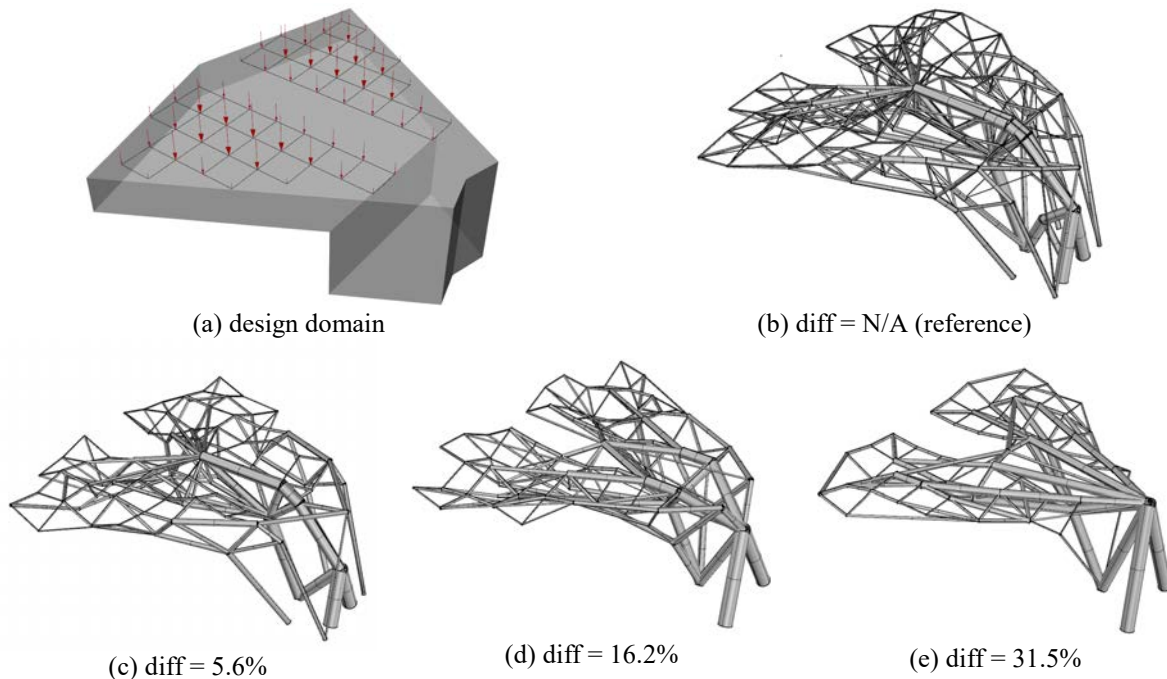 (a) design domain
(b) diff = N/A (reference)
(c) diff = 5.6%
(d) diff = 16.2%
(e) diff = 31.5%